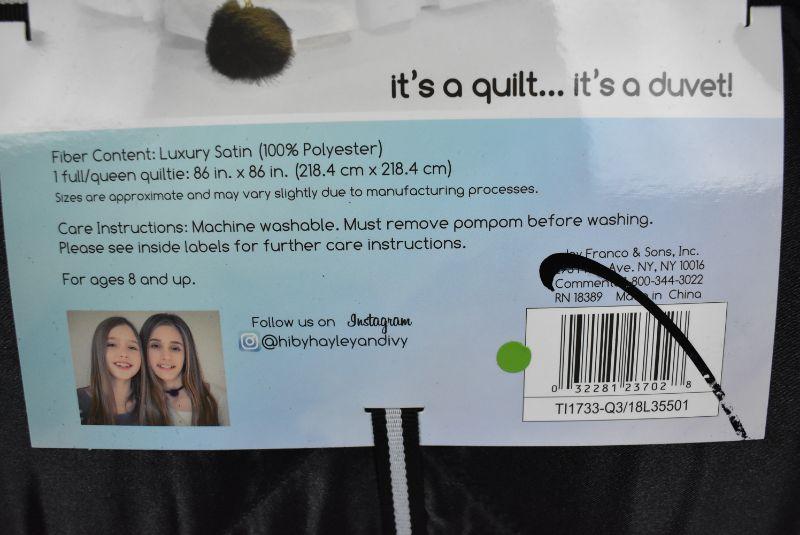 it's a quilt... it's a duvet!
Fiber Content: Luxury Satin (100% Polyester)
1 full/queen quiltie: 86 in. x 86 in. (218.4 cm x 218.4 cm)
Sizes are approximate and may vary slightly due to manufacturing processes.
Care Instructions: Machine washable. Must remove pompom before washing.
Please see inside labels for further care instructions.
For ages 8 and up.
Follow us on Instagram
@hibyhayleyandivy
Franco & Sons, Inc.
Ave. NY, NY 10016
Comments 1-800-344-3022
RN 18389 Made in China
0 32281 23702 8
TI1733-Q3/18L35501